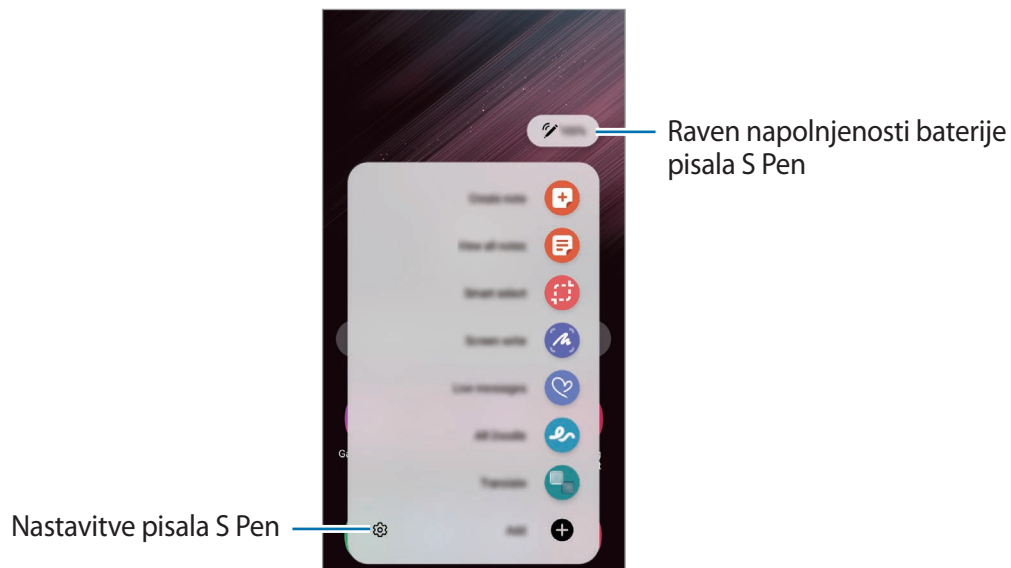 Raven napolnjenosti baterije
pisala S Pen
Create note
View all notes
Smart select
Screen write
Live messages
AR Doodle
Translate
Nastavitve pisala S Pen
Add